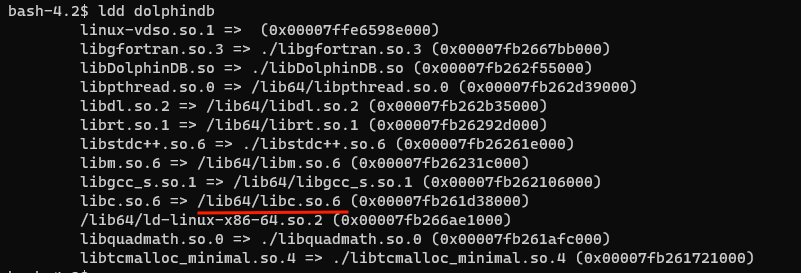 bash-4.2$ ldd dolphindb
linux-vdso.so.1 =>  (0x00007ffe6598e000)
libgfortran.so.3 => ./libgfortran.so.3 (0x00007fb2667bb000)
libDolphinDB.so => ./libDolphinDB.so (0x00007fb262f55000)
libpthread.so.0 => /lib64/libpthread.so.0 (0x00007fb262d39000)
libdl.so.2 => /lib64/libdl.so.2 (0x00007fb262b35000)
librt.so.1 => /lib64/librt.so.1 (0x00007fb26292d000)
libstdc++.so.6 => ./libstdc++.so.6 (0x00007fb26261e000)
libm.so.6 => /lib64/libm.so.6 (0x00007fb26231c000)
libgcc_s.so.1 => /lib64/libgcc_s.so.1 (0x00007fb262106000)
libc.so.6 => /lib64/libc.so.6 (0x00007fb261d38000)
/lib64/ld-linux-x86-64.so.2 (0x00007fb266ae1000)
libquadmath.so.0 => ./libquadmath.so.0 (0x00007fb261afc000)
libtcmalloc_minimal.so.4 => ./libtcmalloc_minimal.so.4 (0x00007fb261721000)
bash-4.2$